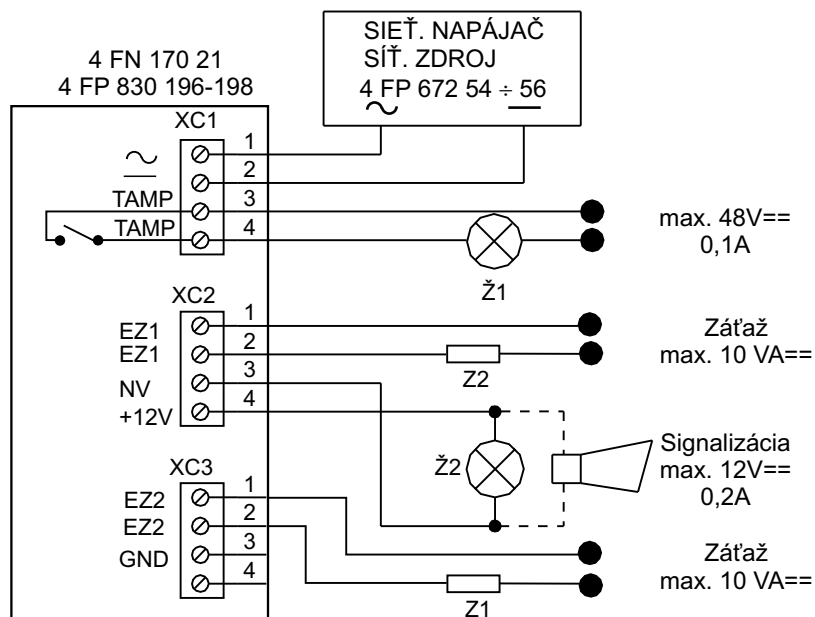 4 FN 170 21
4 FP 830 196-198
SIEŤ. NAPÁJAČ
SÍŤ. ZDROJ
4 FP 672 54 ÷ 56
XC1
1
2
TAMP 3
TAMP 4
Ž1
max. 48V==
0,1A
XC2
EZ1 1
EZ1 2
NV 3
+12V 4
Z2
Záťaž
max. 10 VA==
Ž2
Signalizácia
max. 12V==
0,2A
XC3
EZ2 1
EZ2 2
GND 3
4
Z1
Záťaž
max. 10 VA==